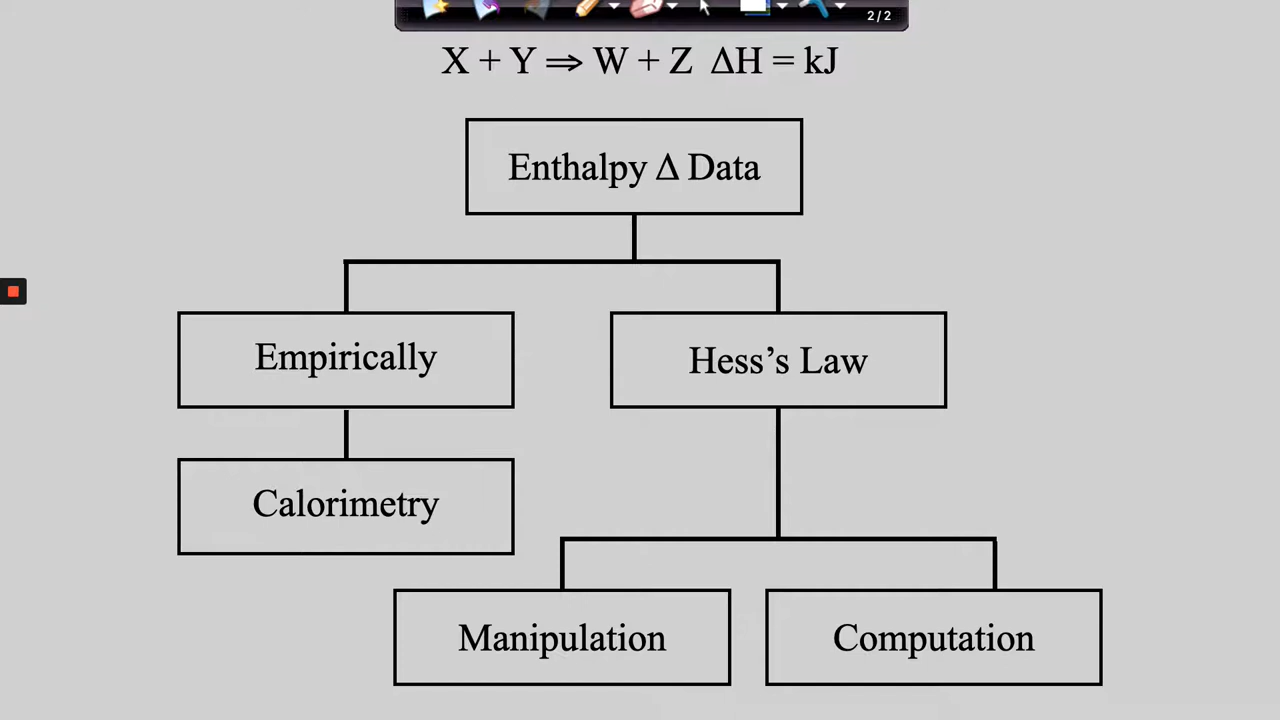 2/2
X + Y ⇒ W + Z ΔH = kJ
Enthalpy Δ Data
Empirically
Hess’s Law
Calorimetry
Manipulation
Computation